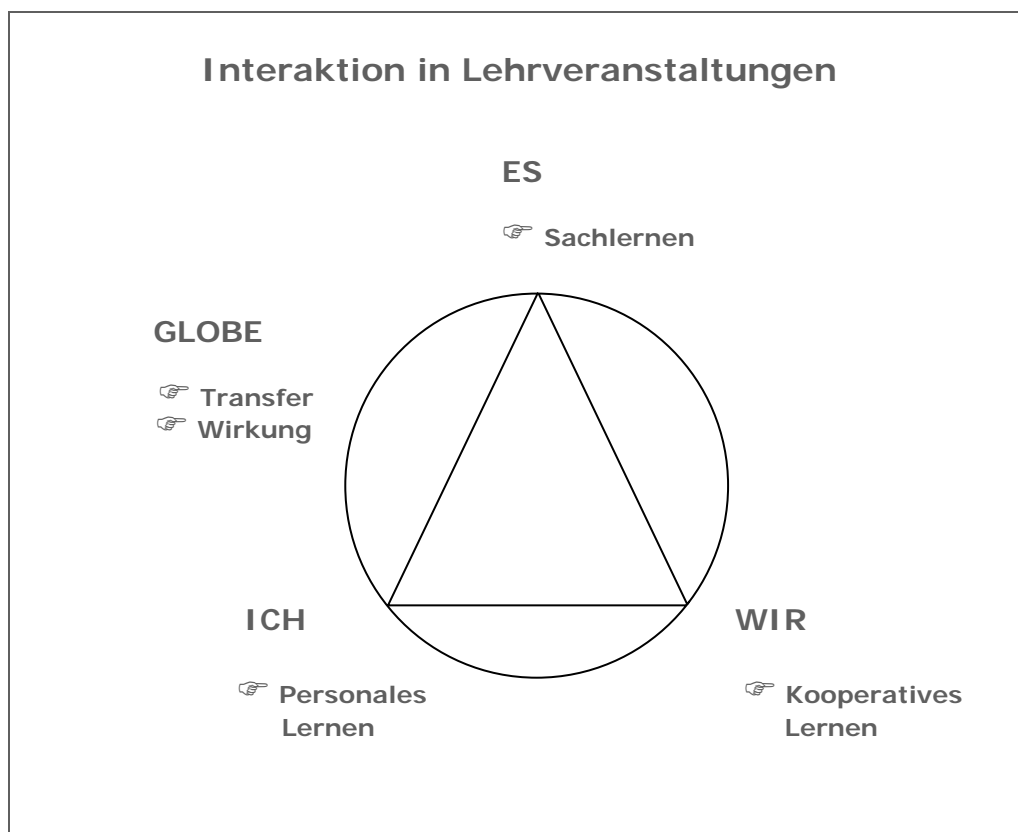 Interaktion in Lehrveranstaltungen
ES
☞ Sachlernen
GLOBE
☞ Transfer
☞ Wirkung
ICH
☞ Personales
Lernen
WIR
☞ Kooperatives
Lernen